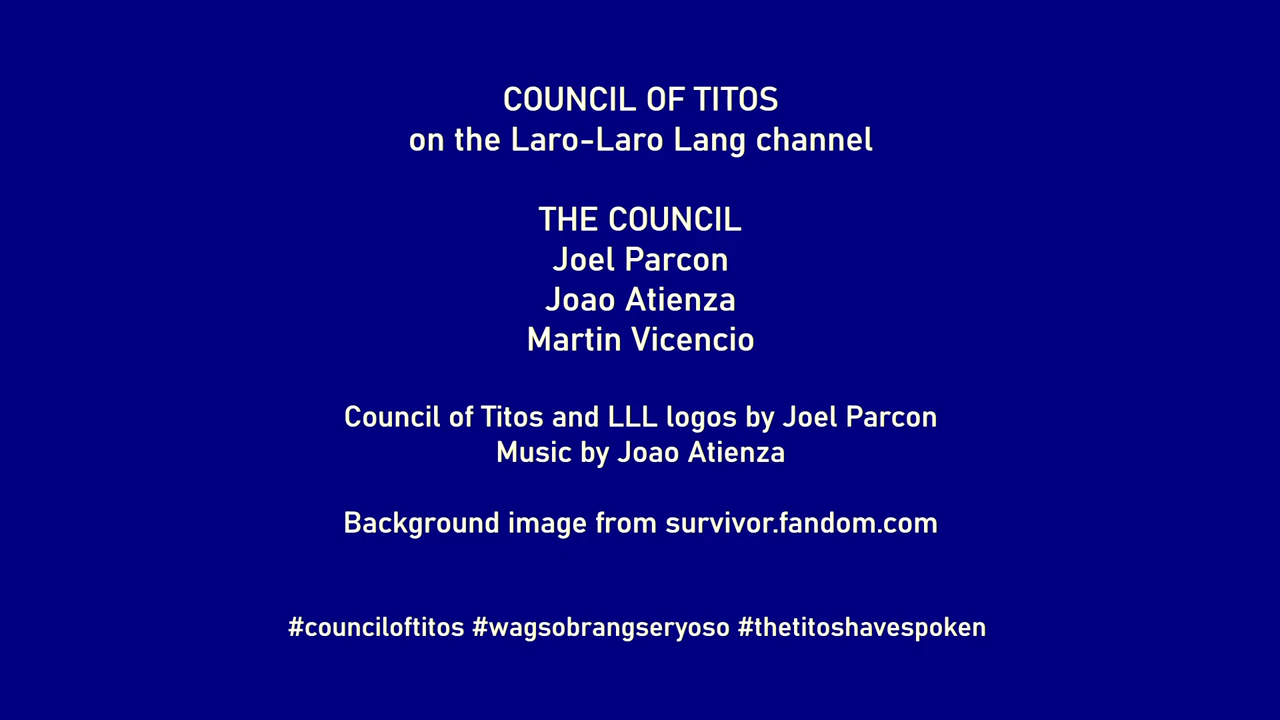 COUNCIL OF TITOS
on the Laro-Laro Lang channel
THE COUNCIL
Joel Parcon
Joao Atienza
Martin Vicencio
Council of Titos and LLL logos by Joel Parcon
Music by Joao Atienza
Background image from survivor.fandom.com
#counciloftitos #wagsobrangseryoso #thetitoshavespoken